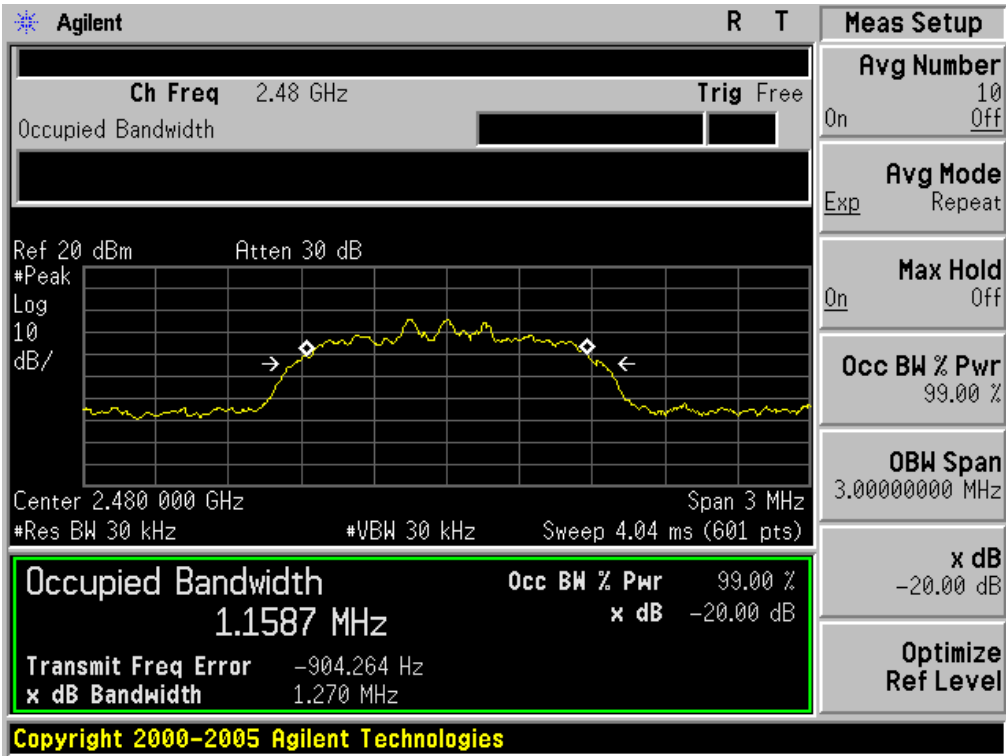 Agilent R T
Ch Freq 2.48 GHz Trig Free
Occupied Bandwidth
Ref 20 dBm Atten 30 dB
#Peak
Log
10
dB/
Center 2.480 000 GHz Span 3 MHz
#Res BW 30 kHz #VBW 30 kHz Sweep 4.04 ms (601 pts)
Occupied Bandwidth
1.1587 MHz
Occ BW % Pwr 99.00 %
x dB -20.00 dB
Transmit Freq Error -904.264 Hz
x dB Bandwidth 1.270 MHz
Copyright 2000-2005 Agilent Technologies
Meas Setup
Avg Number
10
On Off
Avg Mode
Exp Repeat
Max Hold
On Off
Occ BW % Pwr
99.00 %
OBW Span
3.00000000 MHz
x dB
-20.00 dB
Optimize
Ref Level